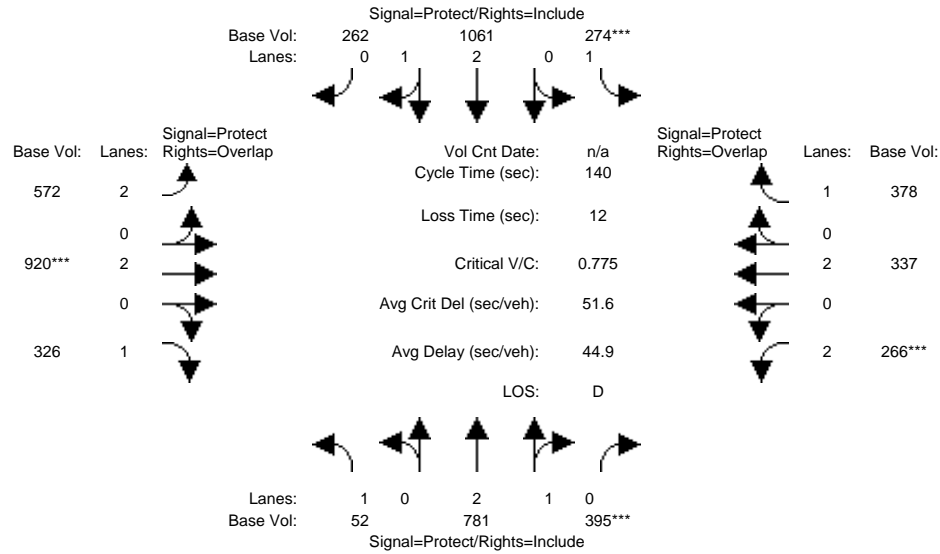 Signal=Protect/Rights=Include
Base Vol: 262 1061 274***
Lanes: 0 1 2 0 1
Signal=Protect
Base Vol: Lanes: Rights=Overlap
Vol Cnt Date: n/a
Signal=Protect
Rights=Overlap Lanes: Base Vol:
Cycle Time (sec): 140
572 2
1 378
Loss Time (sec): 12
0
0
920*** 2
Critical V/C: 0.775
2 337
0
Avg Crit Del (sec/veh): 51.6
0
326 1
Avg Delay (sec/veh): 44.9
2 266***
LOS: D
Lanes: 1 0 2 1 0
Base Vol: 52 781 395***
Signal=Protect/Rights=Include